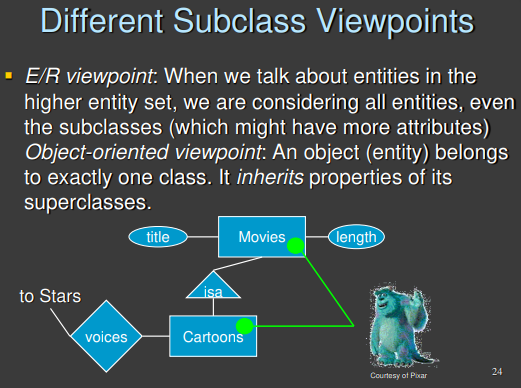 Different Subclass Viewpoints
E/R viewpoint: When we talk about entities in the
higher entity set, we are considering all entities, even
the subclasses (which might have more attributes)
Object-oriented viewpoint: An object (entity) belongs
to exactly one class. It inherits properties of its
superclasses.
title
Movies
length
isa
to Stars
voices
Cartoons
Courtesy of Pixar
24